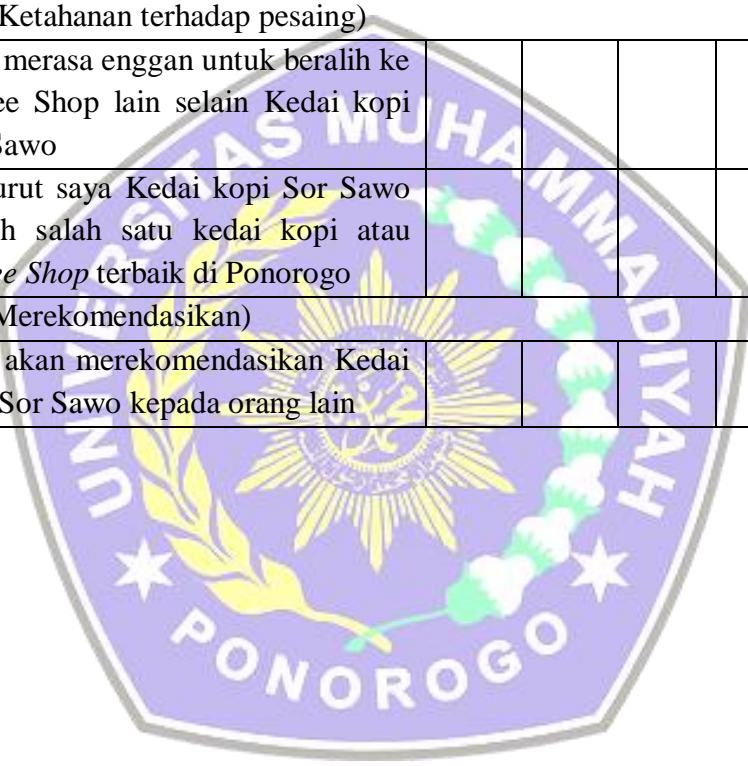 Ketahanan terhadap pesaing)
merasa enggan untuk beralih ke
ee Shop lain selain Kedai kopi
Sawo
urut saya Kedai kopi Sor Sawo
h salah satu kedai kopi atau
ee Shop terbaik di Ponorogo
Merekomendasikan)
akan merekomendasikan Kedai
Sor Sawo kepada orang lain
UNIVERSITAS MUHAMMADIYAH
PONOROGO